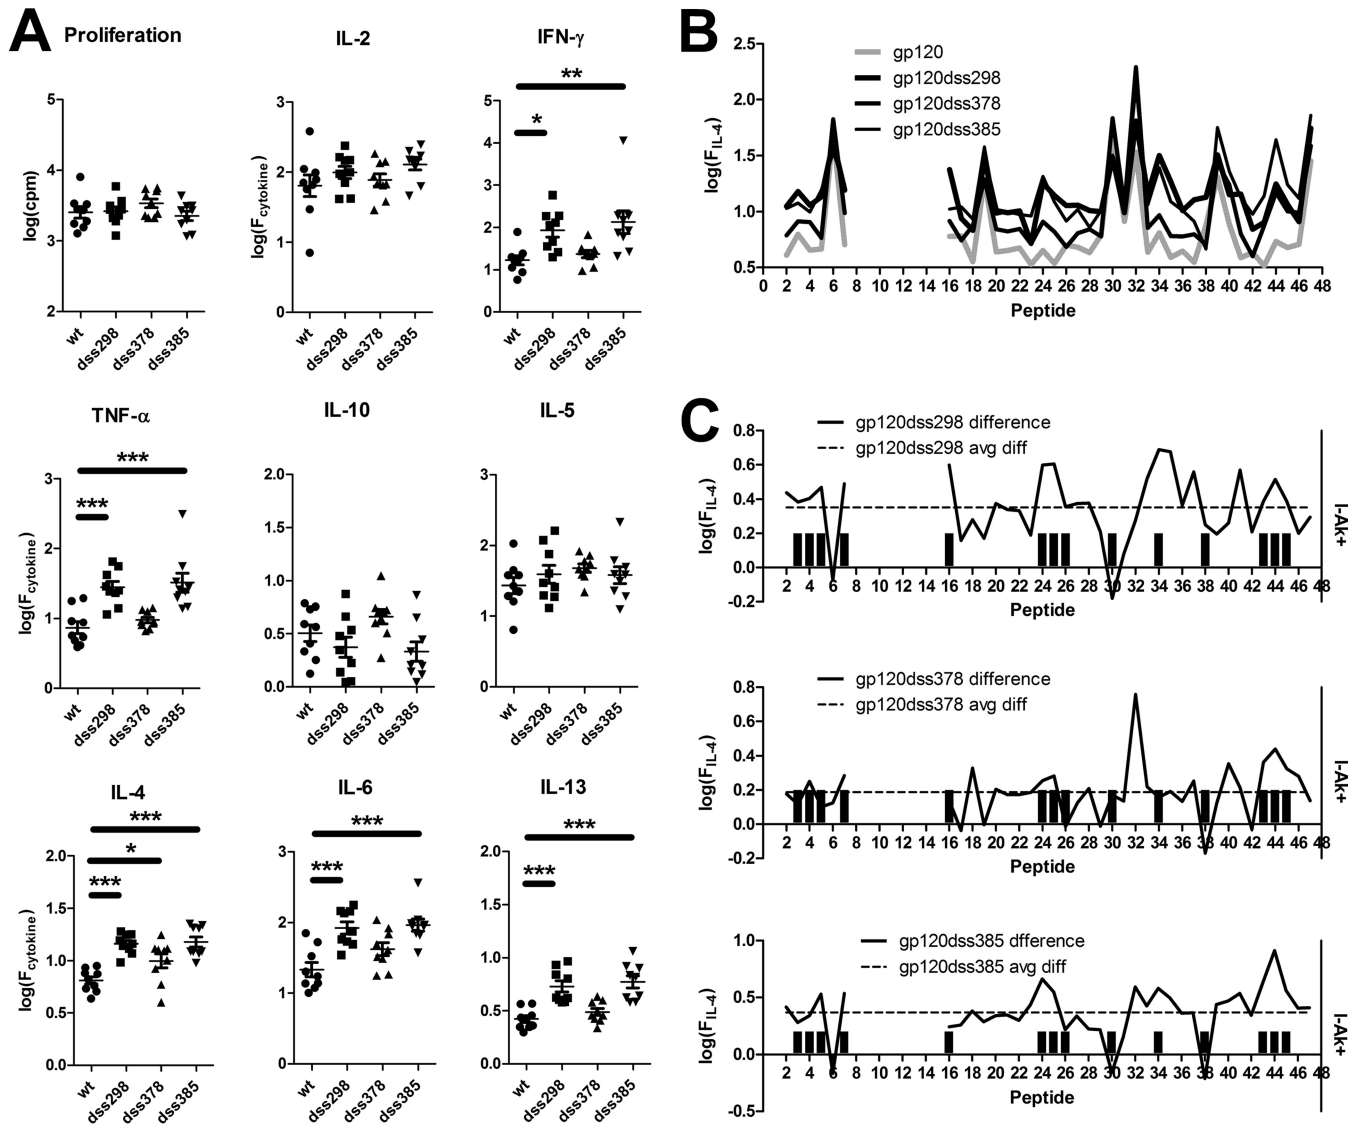 A
Proliferation
log(cpm)
5
4
3
2
wt
dss298
dss378
dss385
IL-2
log(Fcytokine)
3
2
1
0
wt
dss298
dss378
dss385
IFN-γ
**
*
5
4
3
2
1
0
wt
dss298
dss378
dss385
TNF-α
***
***
log(Fcytokine)
3
2
1
0
wt
dss298
dss378
dss385
IL-10
2.0
1.5
1.0
0.5
0.0
wt
dss298
dss378
dss385
IL-5
3
2
1
0
wt
dss298
dss378
dss385
IL-4
***
*
***
log(Fcytokine)
2.0
1.5
1.0
0.5
0.0
wt
dss298
dss378
dss385
IL-6
***
***
3
2
1
0
wt
dss298
dss378
dss385
IL-13
***
***
2.0
1.5
1.0
0.5
0.0
wt
dss298
dss378
dss385
B
gp120
gp120dss298
gp120dss378
gp120dss385
log(FIL-4)
2.5
2.0
1.5
1.0
0.5
0 2 4 6 8 10 12 14 16 18 20 22 24 26 28 30 32 34 36 38 40 42 44 46 48
Peptide
C
gp120dss298 difference
gp120dss298 avg diff
log(FIL-4)
0.8
0.6
0.4
0.2
0.0
-0.2
2 4 6 8 10 12 14 16 18 20 22 24 26 28 30 32 34 36 38 40 42 44 46 48
Peptide
I-Ak+
gp120dss378 difference
gp120dss378 avg diff
log(FIL-4)
0.8
0.6
0.4
0.2
0.0
-0.2
2 4 6 8 10 12 14 16 18 20 22 24 26 28 30 32 34 36 38 40 42 44 46 48
Peptide
I-Ak+
gp120dss385 dfference
gp120dss385 avg diff
log(FIL-4)
1.0
0.5
0.0
-0.5
2 4 6 8 10 12 14 16 18 20 22 24 26 28 30 32 34 36 38 40 42 44 46 48
Peptide
I-Ak+